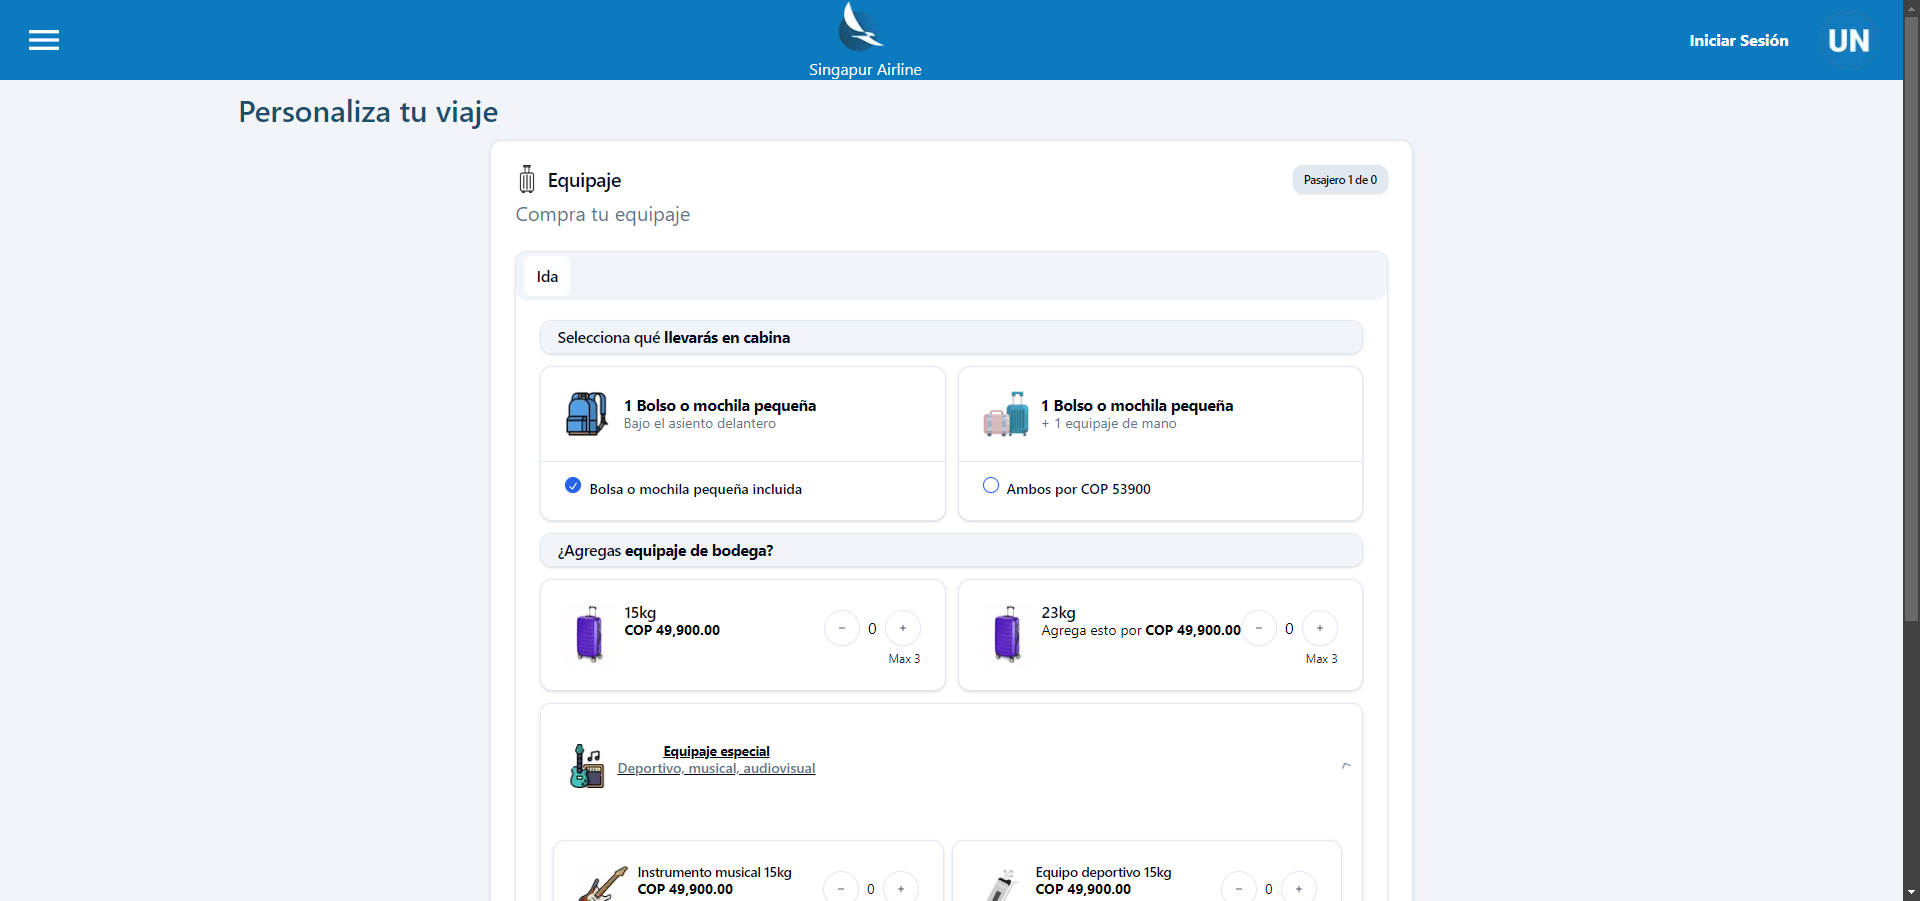 Singapur Airline
Iniciar Sesión
UN
Personaliza tu viaje
Equipaje
Pasajero 1 de 0
Compra tu equipaje
Ida
Selecciona qué llevarás en cabina
1 Bolso o mochila pequeña
Bajo el asiento delantero
Bolsa o mochila pequeña incluida
1 Bolso o mochila pequeña
+ 1 equipaje de mano
Ambos por COP 53900
¿Agregas equipaje de bodega?
15kg
COP 49,900.00
− 0 +
Max 3
23kg
Agrega esto por COP 49,900.00
− 0 +
Max 3
Equipaje especial
Deportivo, musical, audiovisual
Instrumento musical 15kg
COP 49,900.00
− 0 +
Equipo deportivo 15kg
COP 49,900.00
− 0 +